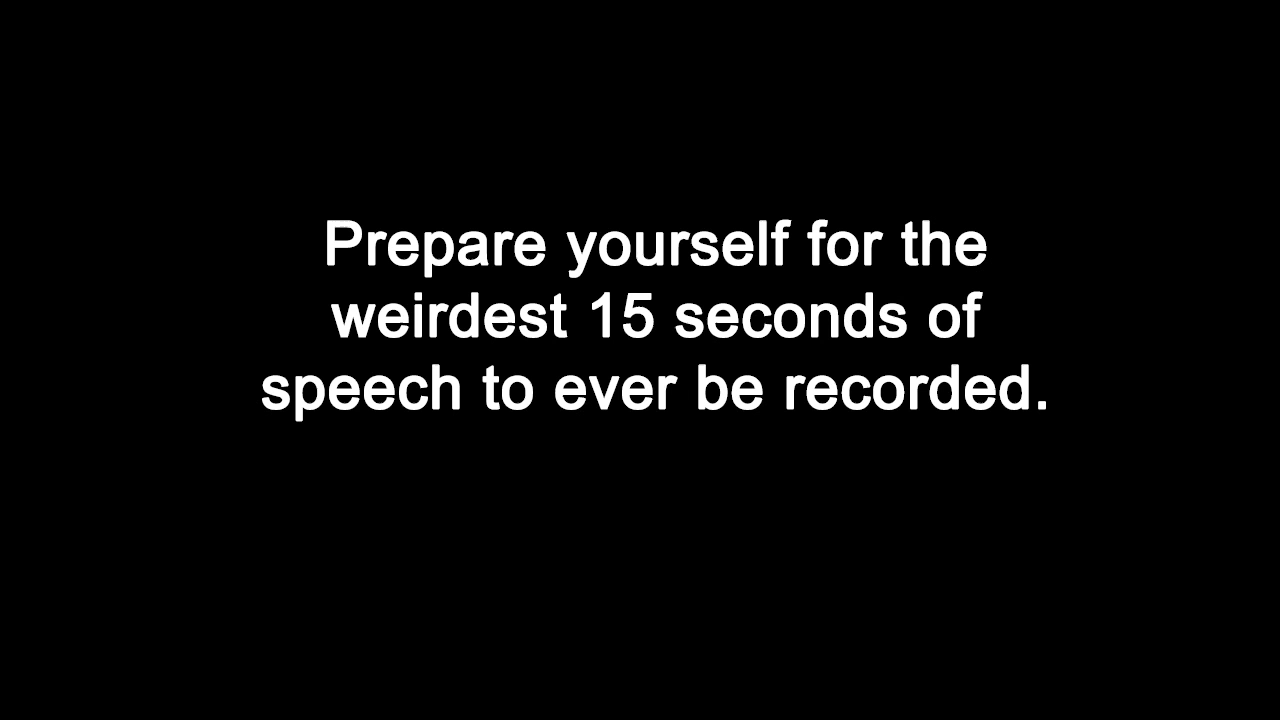 Prepare yourself for the
weirdest 15 seconds of
speech to ever be recorded.